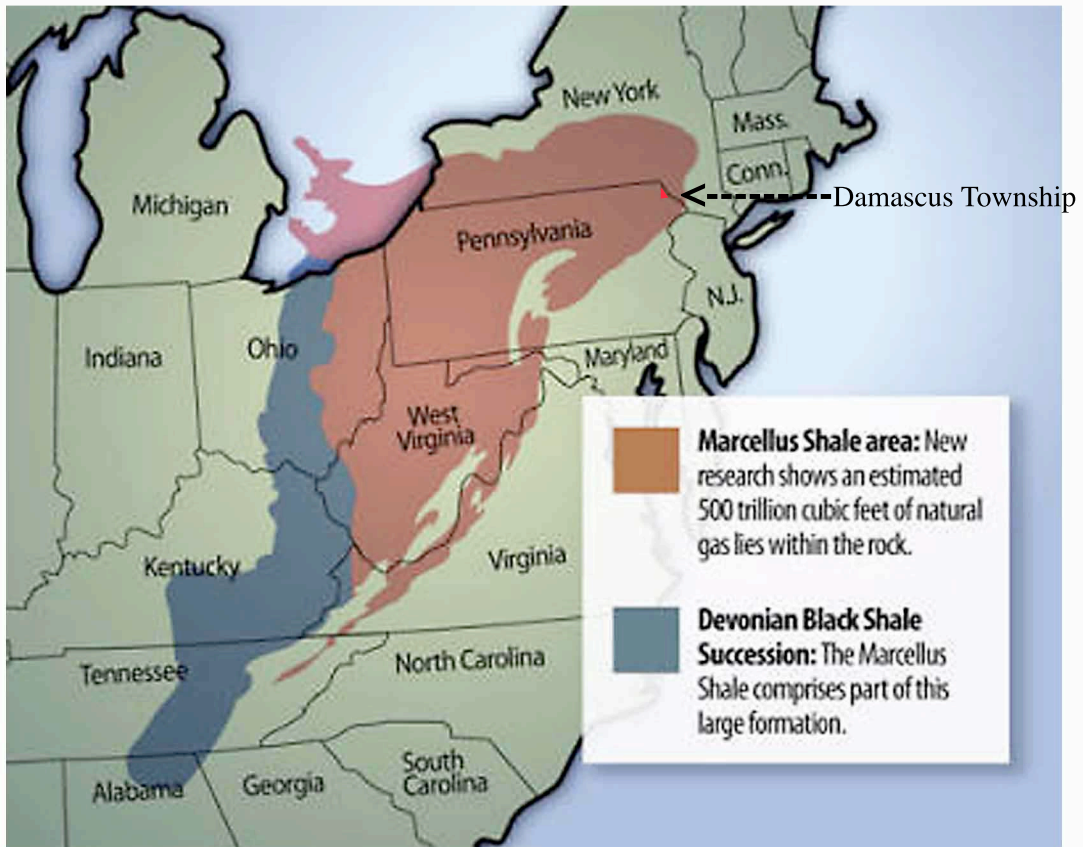 New York
Mass.
Conn.
Damascus Township
Michigan
Pennsylvania
N.J.
Indiana
Ohio
Maryland
West
Virginia
Marcellus Shale area: New
research shows an estimated
500 trillion cubic feet of natural
gas lies within the rock.
Kentucky
Virginia
Devonian Black Shale
Succession: The Marcellus
Shale comprises part of this
large formation.
Tennessee
North Carolina
Alabama
Georgia
South
Carolina